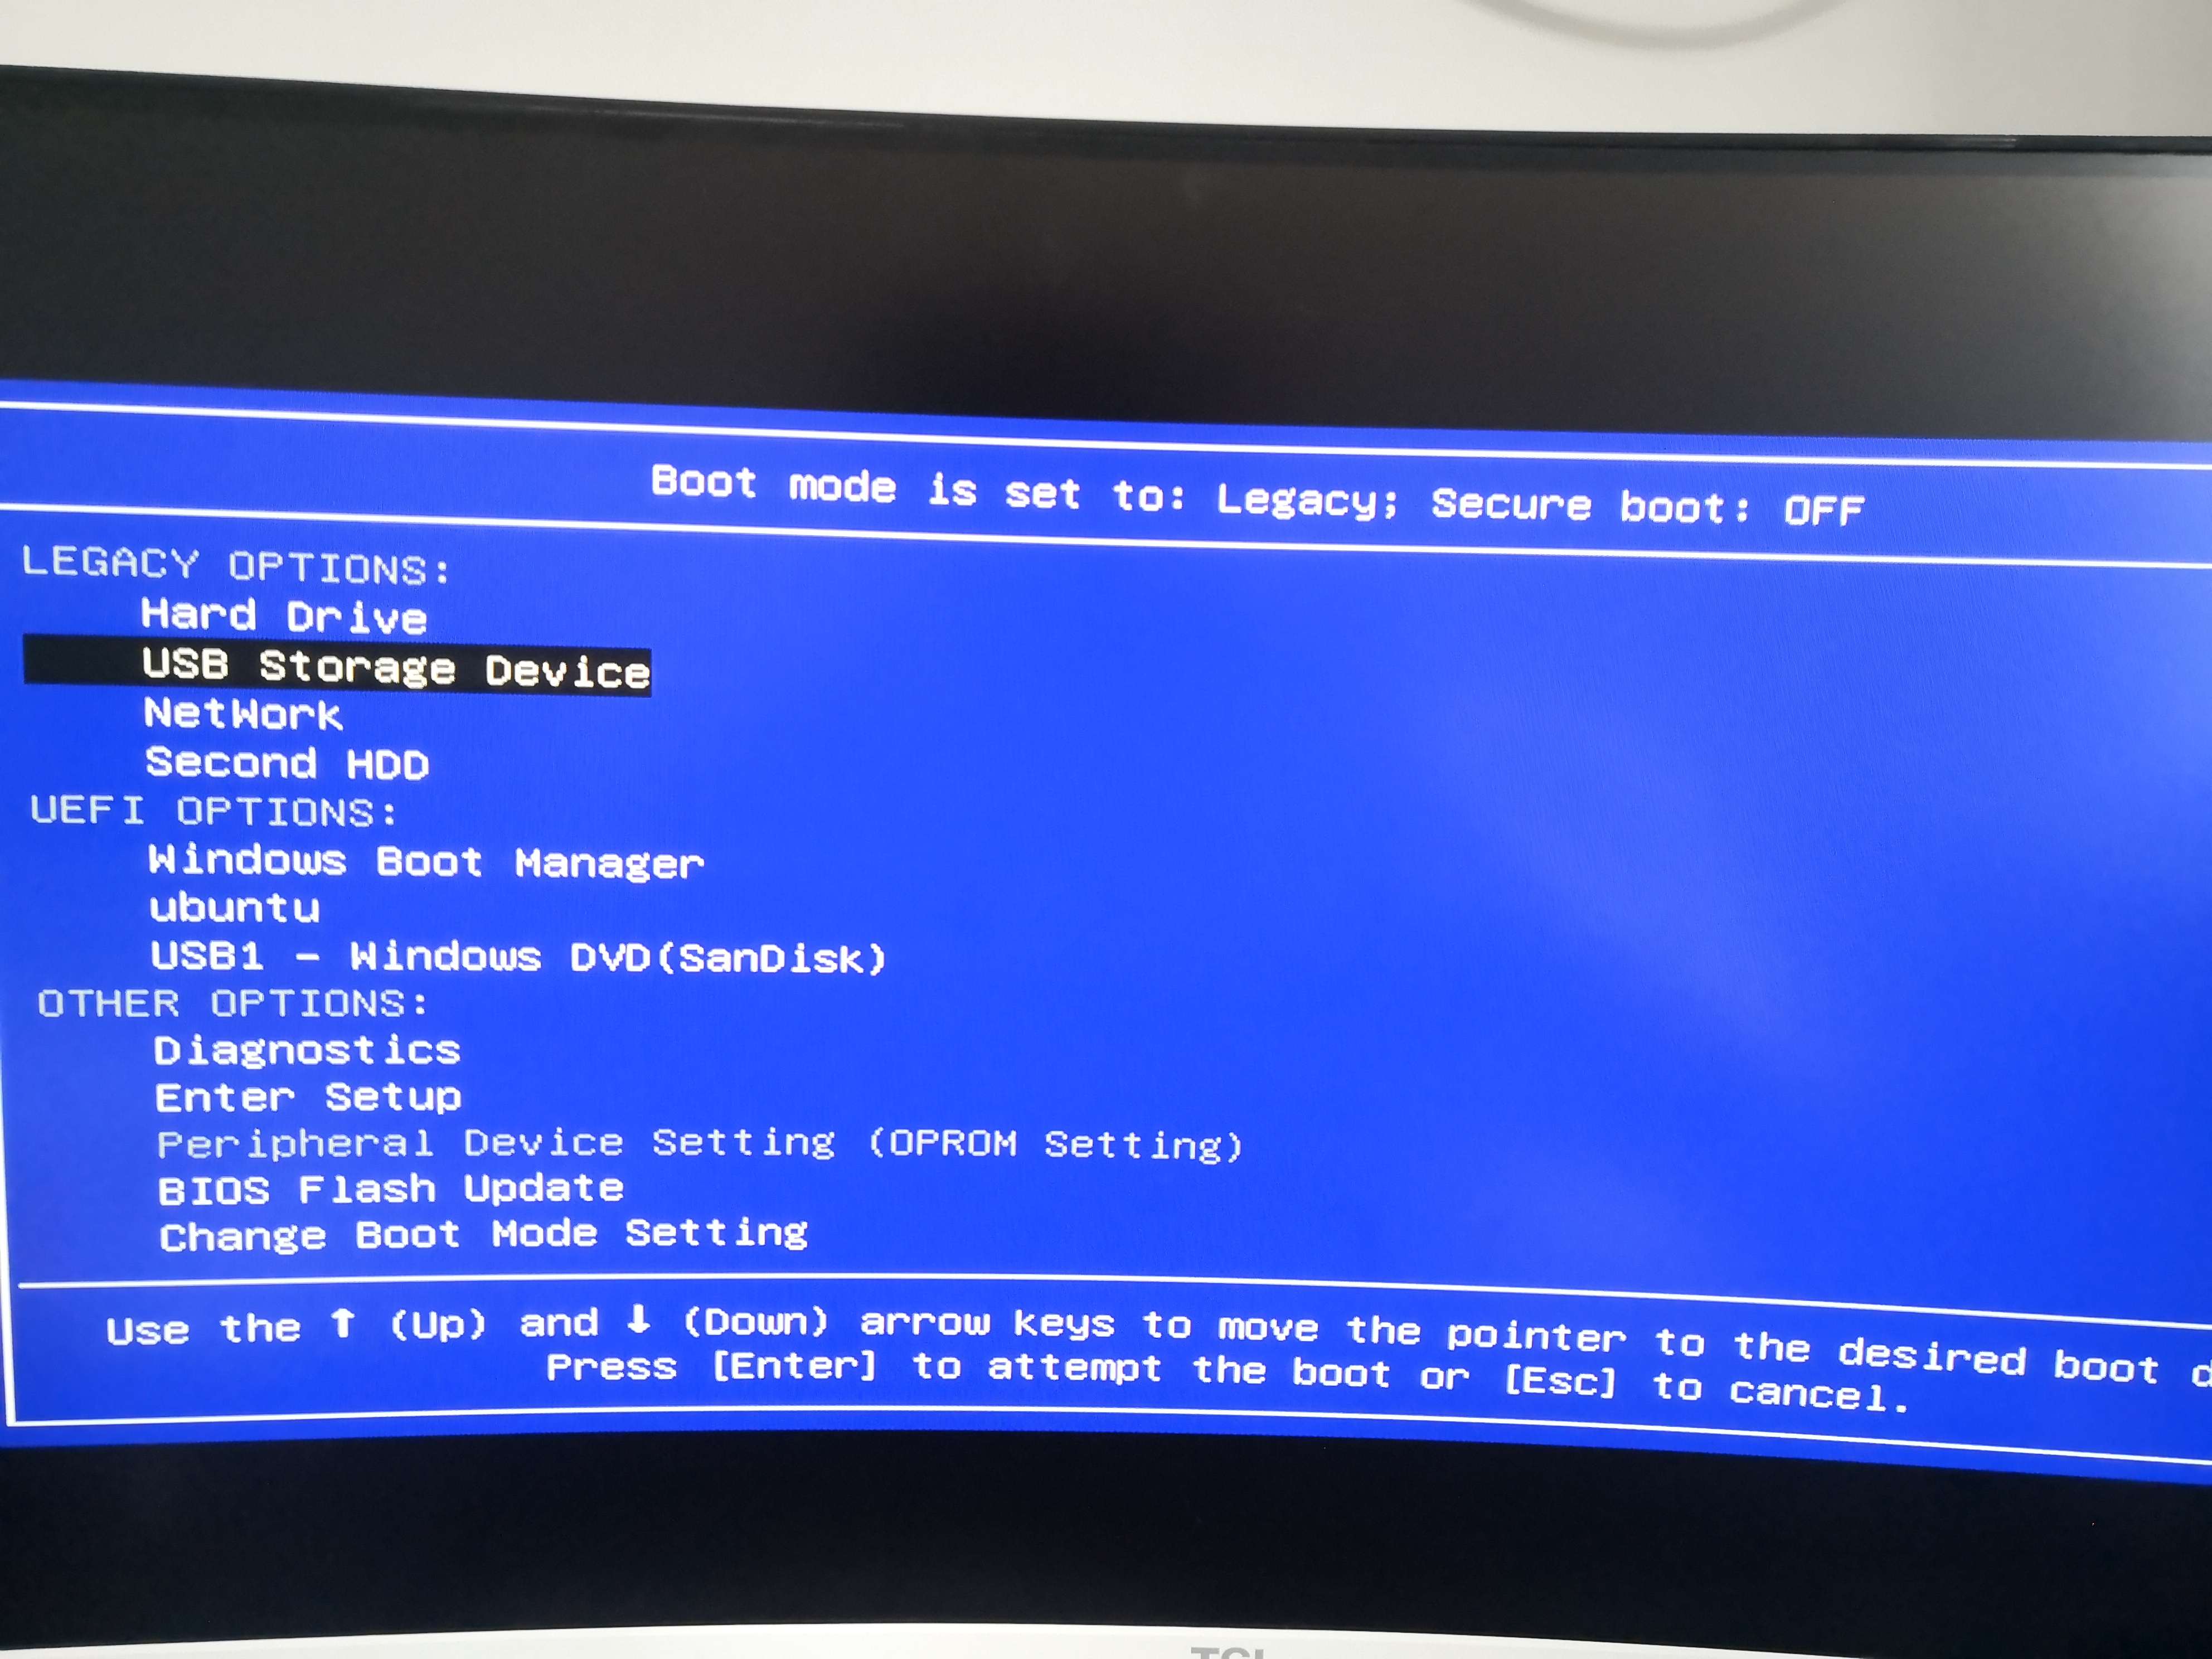 Boot mode is set to: Legacy; Secure boot: OFF
LEGACY OPTIONS:
Hard Drive
USB Storage Device
NetWork
Second HDD
UEFI OPTIONS:
Windows Boot Manager
ubuntu
USB1 - Windows DVD(SanDisk)
OTHER OPTIONS:
Diagnostics
Enter Setup
Peripheral Device Setting (OPROM Setting)
BIOS Flash Update
Change Boot Mode Setting
Use the ↑ (Up) and ↓ (Down) arrow keys to move the pointer to the desired boot
Press [Enter] to attempt the boot or [Esc] to cancel.